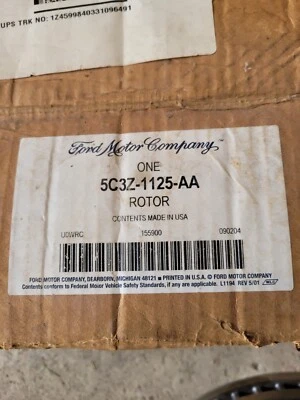 UPS TRK NO: 1Z4599840331096491
Ford Motor Company
ONE
5C3Z-1125-AA
ROTOR
CONTENTS MADE IN USA
U0WRC 155900 090204
FORD MOTOR COMPANY, DEARBORN, MICHIGAN 48121 ■ PRINTED IN U.S.A. © FORD MOTOR COMPANY
Contents conform to Federal Motor Vehicle Safety Standards, if any are applicable. L1194 REV 5/01